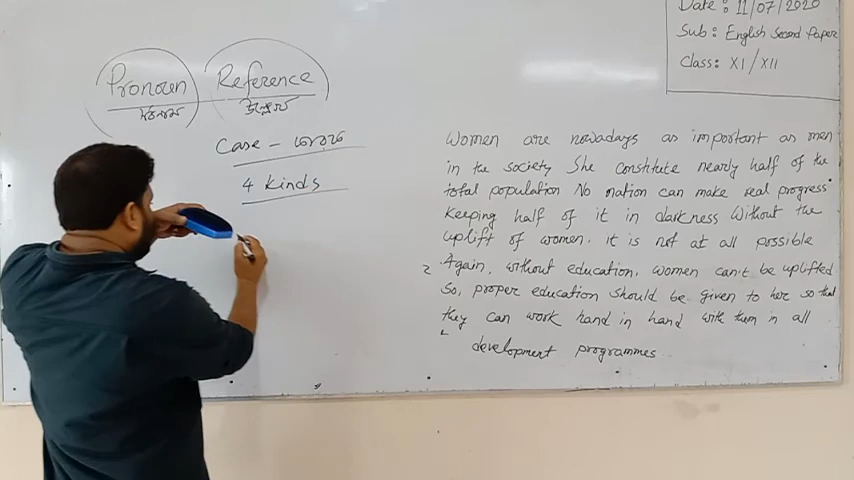 Date: 11/07/2020
Sub: English Second Paper
Class: XI/XII
Pronoun Reference
সর্বনাম উল্লেখ
Case - কারক
4 Kinds
Women are nowadays as important as men
in the society She constitute nearly half of the
total population No nation can make real progress
Keeping half of it in darkness Without the
uplift of women. it is not at all possible
Again, without education, women can't be uplifted
So, proper education should be given to her so that
they can work hand in hand with them in all
development programmes